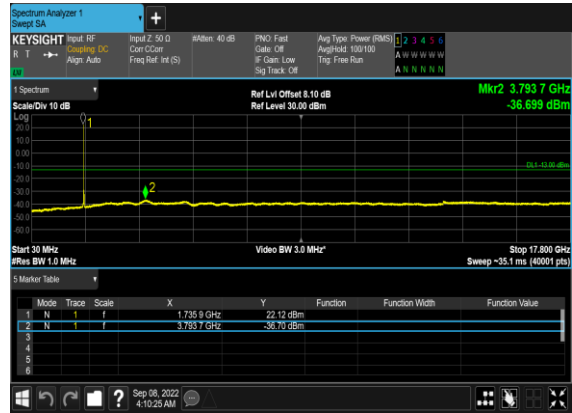 Spectrum Analyzer 1
Swept SA
+
KEYSIGHT Input: RF Input Z: 50 Ω #Atten: 40 dB PNO: Fast Avg Type: Power (RMS) 1 2 3 4 5 6
R T Coupling: DC Corr CCorr Gate: Off Avg|Hold: 100/100 A W W W W W
Align: Auto Freq Ref: Int (S) IF Gain: Low Trig: Free Run
Sig Track: Off A N N N N N
1 Spectrum Ref Lvl Offset 8.10 dB Mkr2 3.793 7 GHz
Scale/Div 10 dB Ref Level 30.00 dBm -36.699 dBm
Log
20.0
10.0
0.00
-10.0
-20.0
-30.0
-40.0
-50.0
-60.0
1
2
DL1 -13.00 dBm
Start 30 MHz Video BW 3.0 MHz* Stop 17.800 GHz
#Res BW 1.0 MHz Sweep ~35.1 ms (40001 pts)
5 Marker Table
Mode Trace Scale X Y Function Function Width Function Value
1 N 1 f 1.735 9 GHz 22.12 dBm
2 N 1 f 3.793 7 GHz -36.70 dBm
3
4
5
6
? Sep 08, 2022
4:10:25 AM